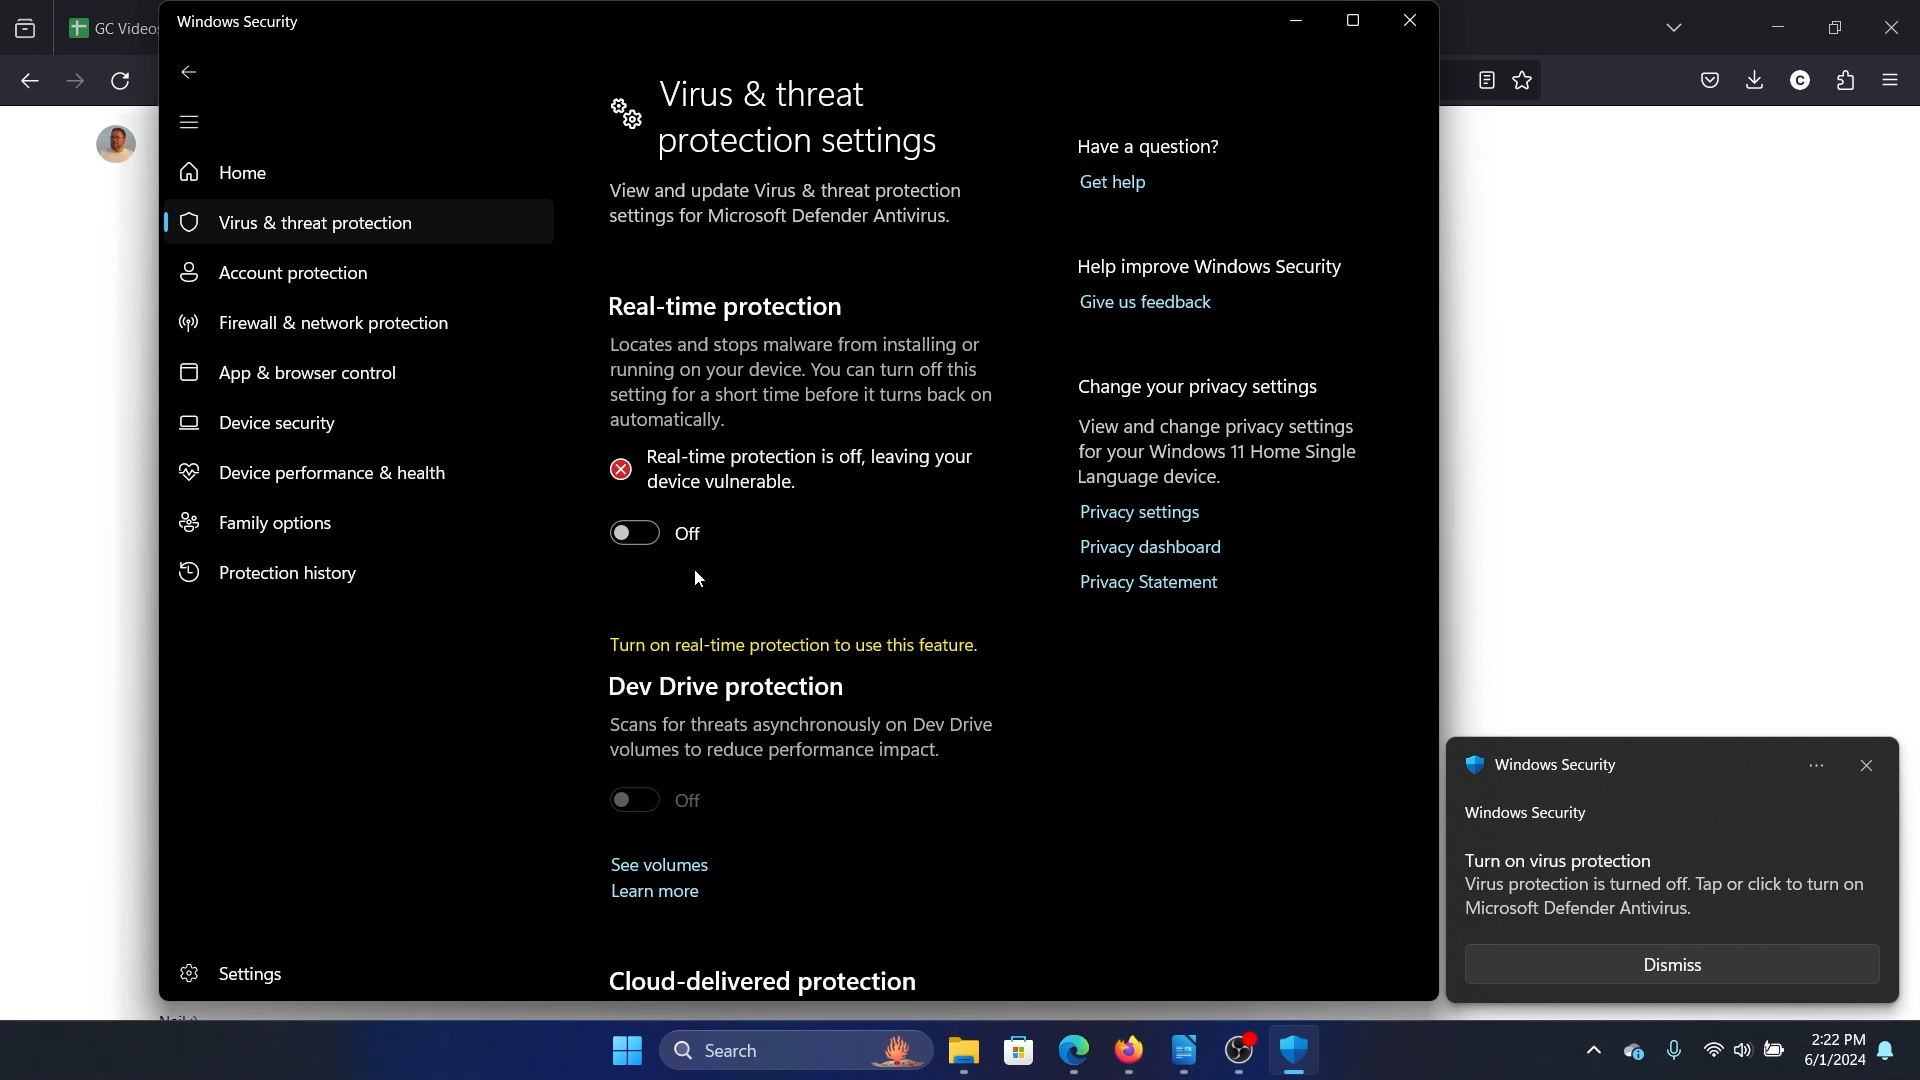 GC Videos
Windows Security
Home
Virus & threat protection
Account protection
Firewall & network protection
App & browser control
Device security
Device performance & health
Family options
Protection history
Settings
Virus & threat
protection settings
View and update Virus & threat protection
settings for Microsoft Defender Antivirus.
Real-time protection
Locates and stops malware from installing or
running on your device. You can turn off this
setting for a short time before it turns back on
automatically.
Real-time protection is off, leaving your
device vulnerable.
Off
Turn on real-time protection to use this feature.
Dev Drive protection
Scans for threats asynchronously on Dev Drive
volumes to reduce performance impact.
Off
See volumes
Learn more
Cloud-delivered protection
Have a question?
Get help
Help improve Windows Security
Give us feedback
Change your privacy settings
View and change privacy settings
for your Windows 11 Home Single
Language device.
Privacy settings
Privacy dashboard
Privacy Statement
C
Windows Security
Windows Security
Turn on virus protection
Virus protection is turned off. Tap or click to turn on
Microsoft Defender Antivirus.
Dismiss
Search
2:22 PM
6/1/2024